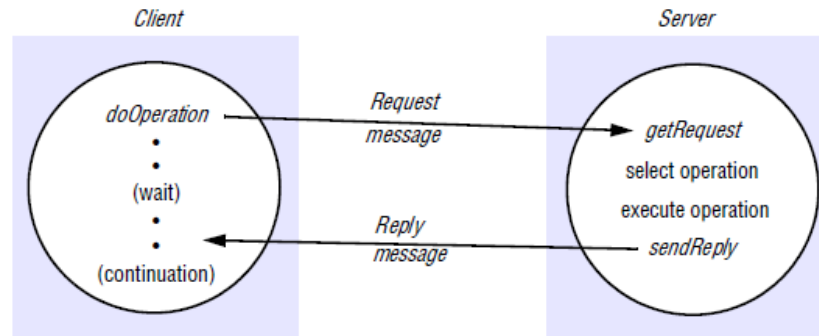 Client
Server
doOperation
•
•
(wait)
•
•
(continuation)
Request
message
Reply
message
getRequest
select operation
execute operation
sendReply